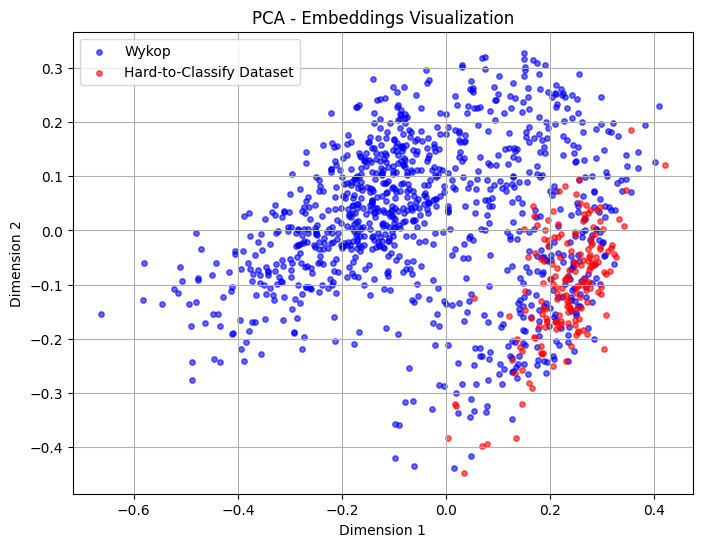 PCA - Embeddings Visualization
Wykop
Hard-to-Classify Dataset
Dimension 2
0.3
0.2
0.1
0.0
−0.1
−0.2
−0.3
−0.4
−0.6 −0.4 −0.2 0.0 0.2 0.4
Dimension 1